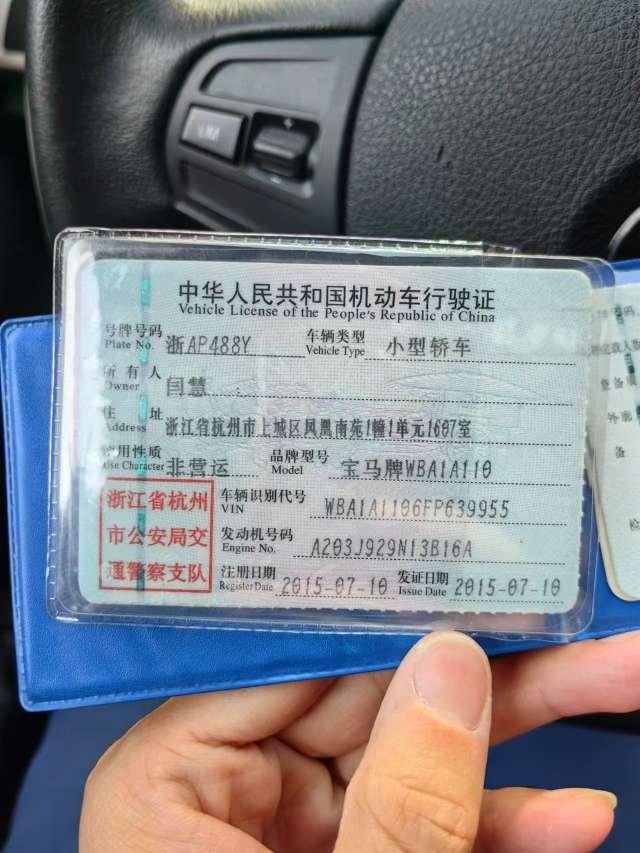 中华人民共和国机动车行驶证
Vehicle License of the People's Republic of China
号牌号码 浙AP488Y 车辆类型 小型轿车
Plate No. Vehicle Type
所有人 闫慧
Owner
住址 浙江省杭州市上城区凤凰南苑1幢1单元1607室
Address
使用性质 非营运 品牌型号 宝马牌WBA1A110
Use Character Model
浙江省杭州
市公安局交
通警察支队
车辆识别代号 WBA1A1106FP639955
VIN
发动机号码 A203J929N13B16A
Engine No.
注册日期 2015-07-10 发证日期 2015-07-10
Register Date Issue Date